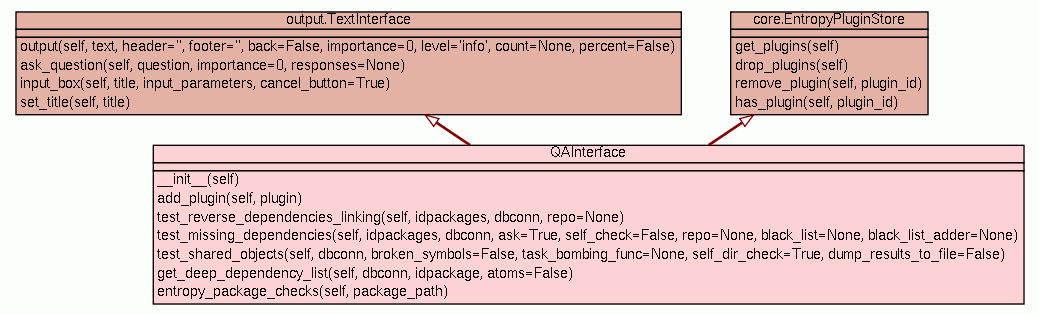 output.TextInterface
output(self, text, header='', footer='', back=False, importance=0, level='info', count=None, percent=False)
ask_question(self, question, importance=0, responses=None)
input_box(self, title, input_parameters, cancel_button=True)
set_title(self, title)
core.EntropyPluginStore
get_plugins(self)
drop_plugins(self)
remove_plugin(self, plugin_id)
has_plugin(self, plugin_id)
QAInterface
__init__(self)
add_plugin(self, plugin)
test_reverse_dependencies_linking(self, idpackages, dbconn, repo=None)
test_missing_dependencies(self, idpackages, dbconn, ask=True, self_check=False, repo=None, black_list=None, black_list_adder=None)
test_shared_objects(self, dbconn, broken_symbols=False, task_bombing_func=None, self_dir_check=True, dump_results_to_file=False)
get_deep_dependency_list(self, dbconn, idpackage, atoms=False)
entropy_package_checks(self, package_path)